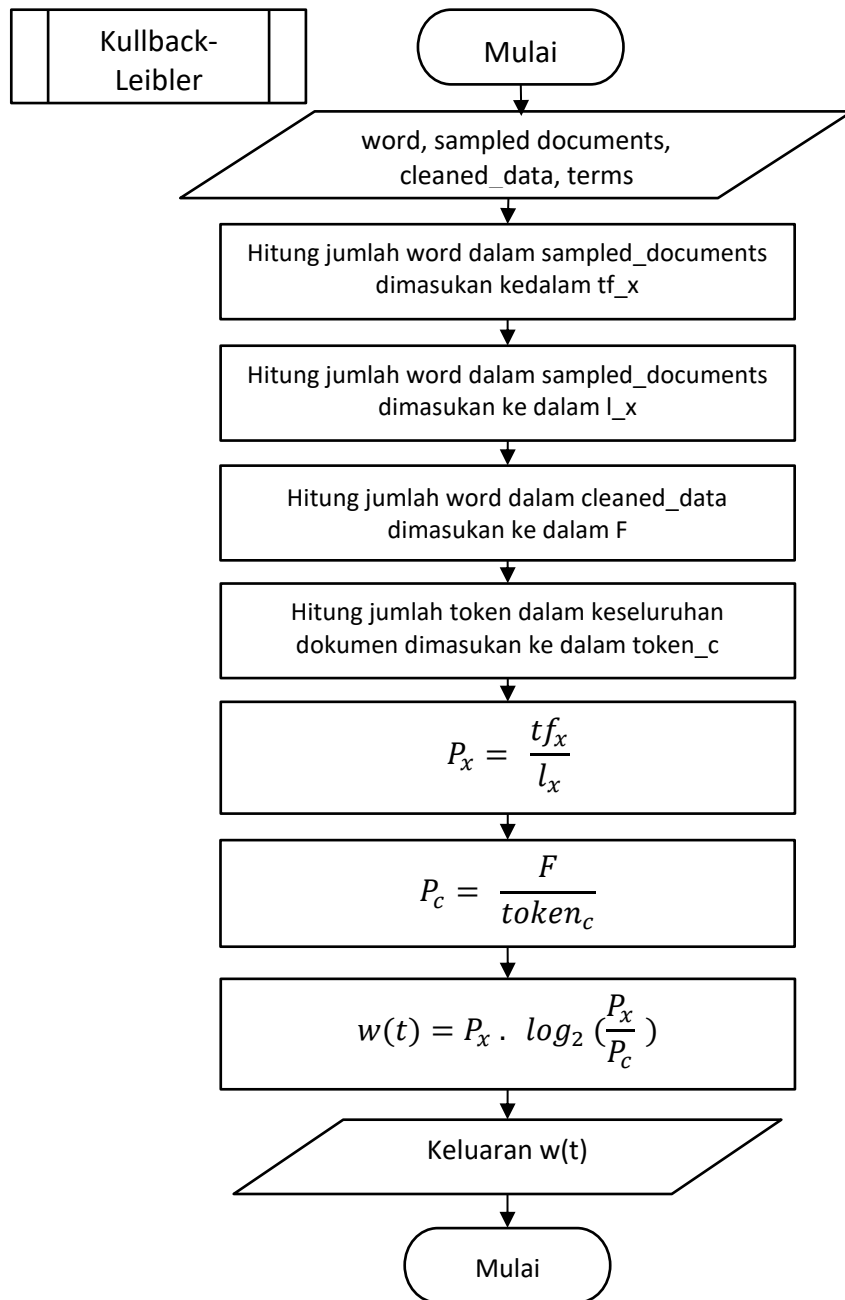 Kullback-
Leibler
Mulai
word, sampled documents,
cleaned_data, terms
Hitung jumlah word dalam sampled_documents
dimasukan kedalam tf_x
Hitung jumlah word dalam sampled_documents
dimasukan ke dalam l_x
Hitung jumlah word dalam cleaned_data
dimasukan ke dalam F
Hitung jumlah token dalam keseluruhan
dokumen dimasukan ke dalam token_c
P_x = tf_x / l_x
P_c = F / token_c
w(t) = P_x . log_2 (P_x / P_c)
Keluaran w(t)
Mulai